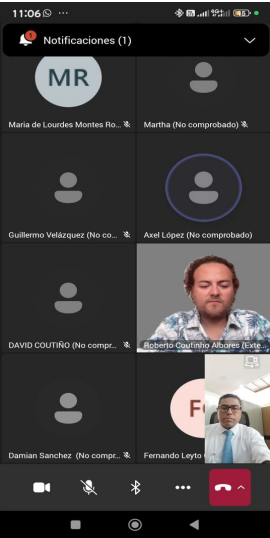 11:06
Notificaciones (1)
MR
Maria de Lourdes Montes Ro...
Martha (No comprobado)
Guillermo Velázquez (No co...
Axel López (No comprobado)
DAVID COUTIÑO (No compr...
Roberto Coutinho Albores (Exte...
Damian Sanchez (No compr...
Fernando Leyto